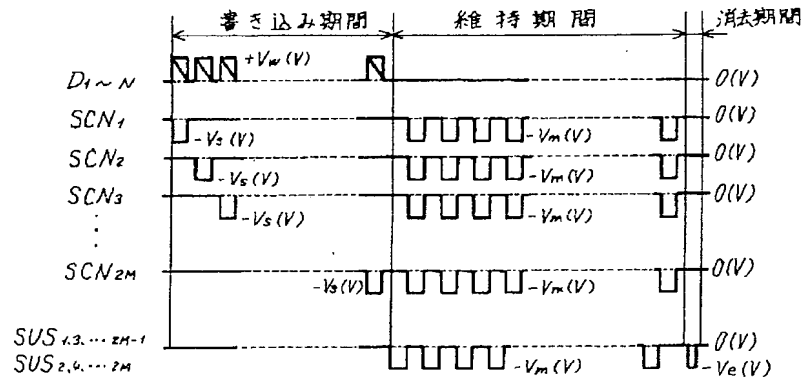 書き込み期間 維持期間 消去期間
D1~N +Vw(V) 0(V)
SCN1 -Vs(V) -Vm(V) 0(V)
SCN2 -Vs(V) -Vm(V) 0(V)
SCN3 -Vs(V) -Vm(V) 0(V)
⋮
SCN2M -Vs(V) -Vm(V) 0(V)
SUS1.3.…2M-1 0(V)
SUS2,4.…2M -Vm(V) -Ve(V)